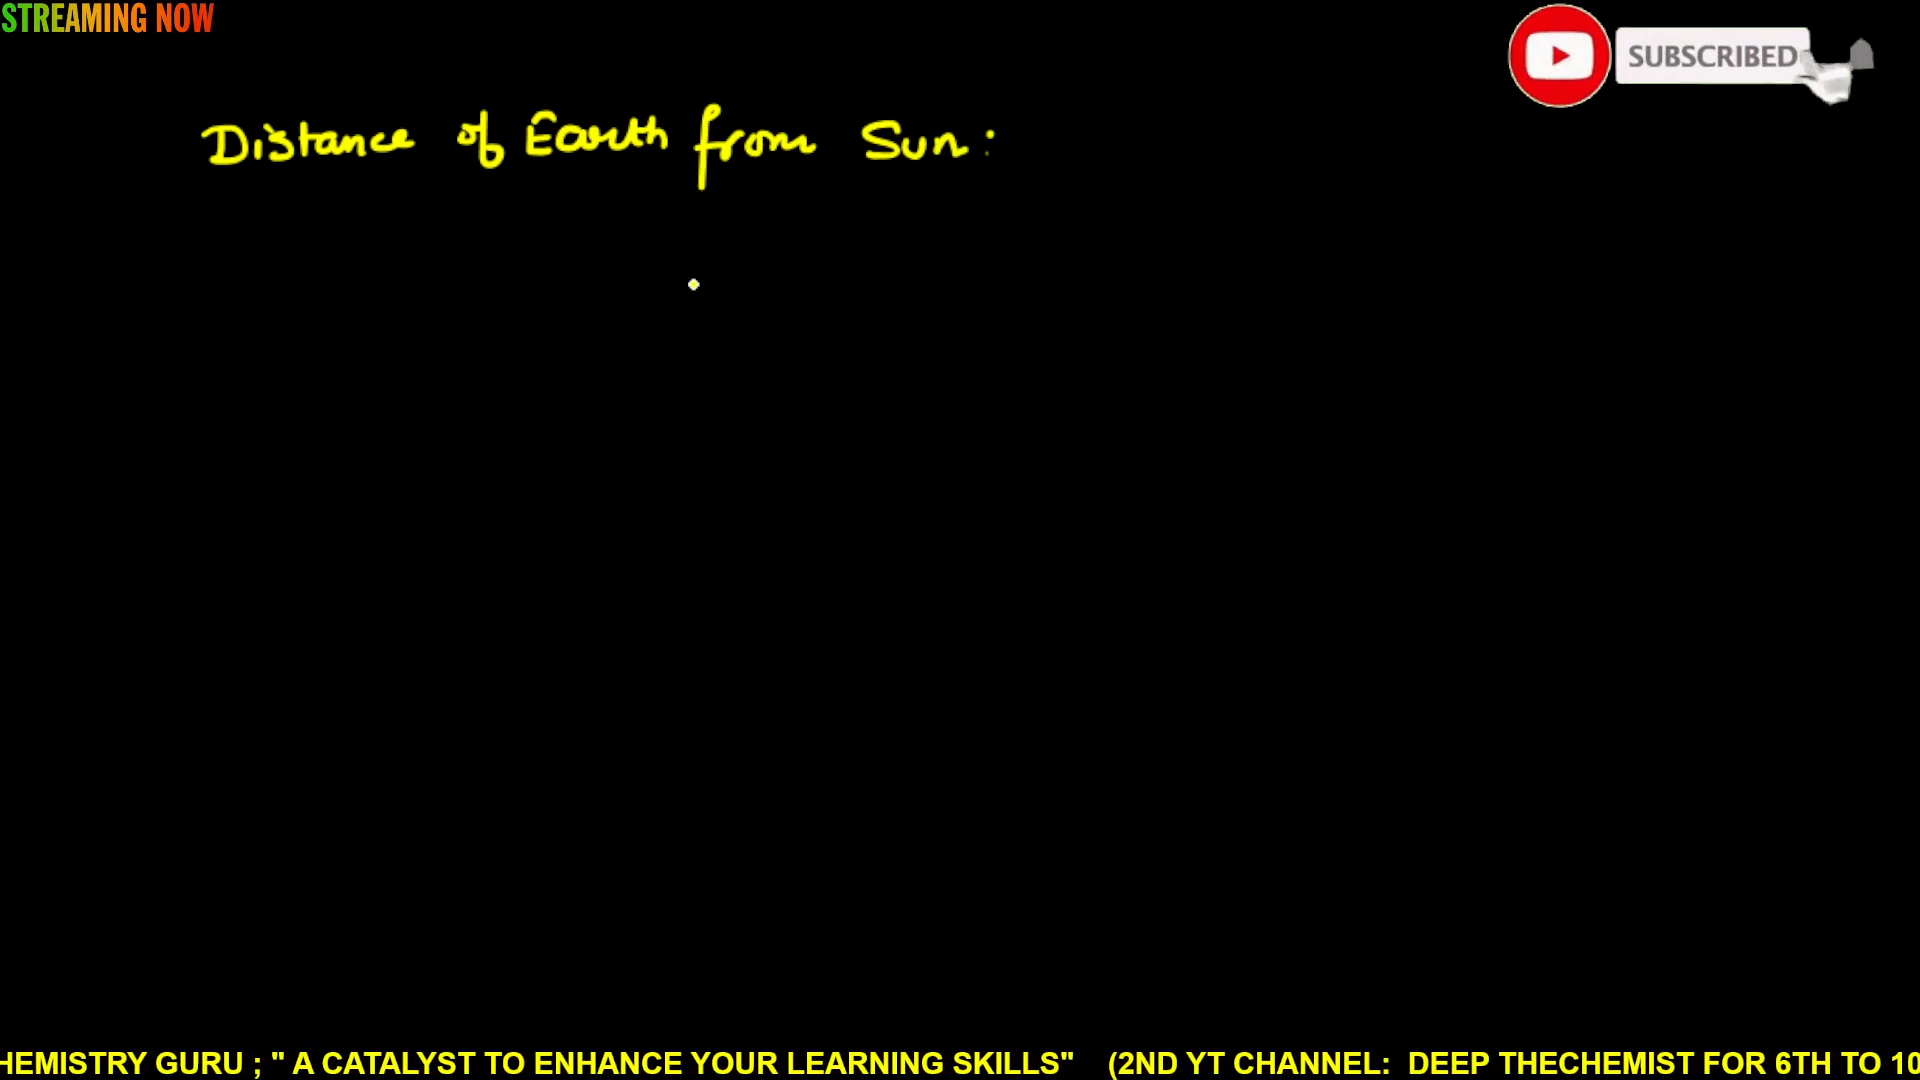 STREAMING NOW
SUBSCRIBED
Distance of Earth from Sun:
HEMISTRY GURU ; " A CATALYST TO ENHANCE YOUR LEARNING SKILLS" (2ND YT CHANNEL: DEEP THECHEMIST FOR 6TH TO 10